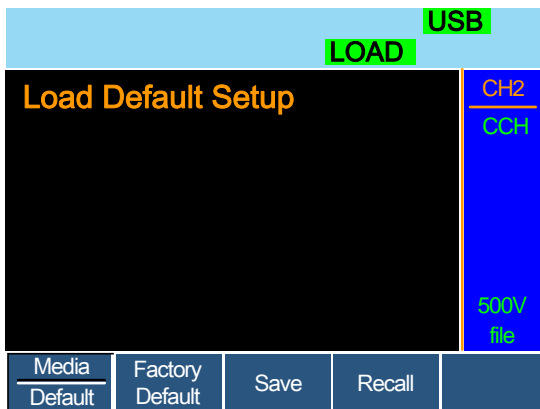 USB
LOAD
Load Default Setup
CH2
CCH
500V
file
Media
Default
Factory
Default
Save
Recall